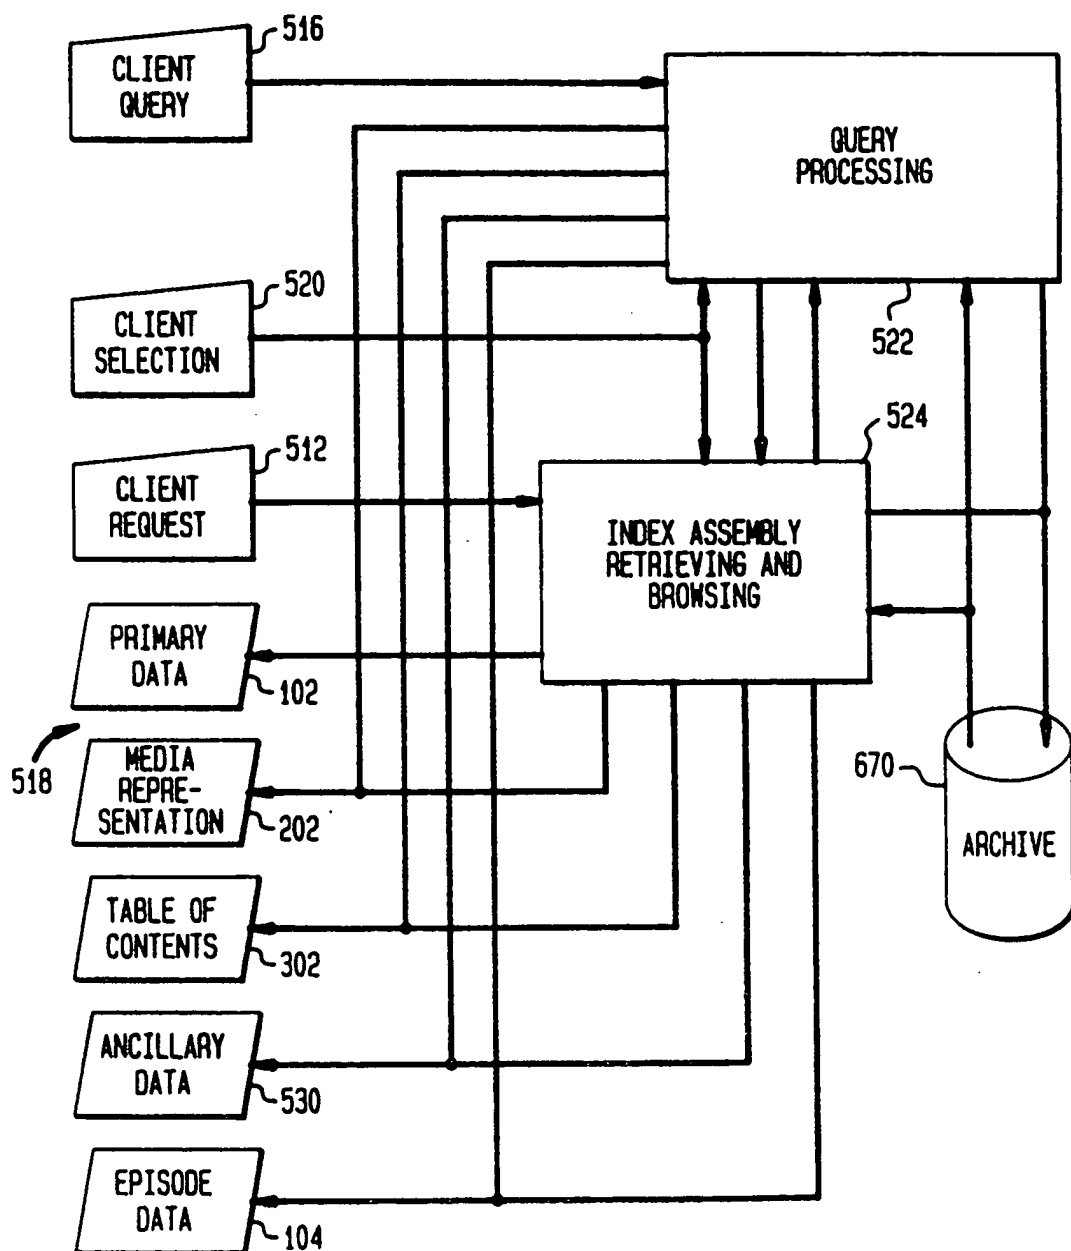 516
CLIENT
QUERY
QUERY
PROCESSING
522
520
CLIENT
SELECTION
512
CLIENT
REQUEST
524
INDEX ASSEMBLY
RETRIEVING AND
BROWSING
PRIMARY
DATA
102
518
MEDIA
REPRE-
SENTATION
202
670
ARCHIVE
TABLE OF
CONTENTS
302
ANCILLARY
DATA
530
EPISODE
DATA
104